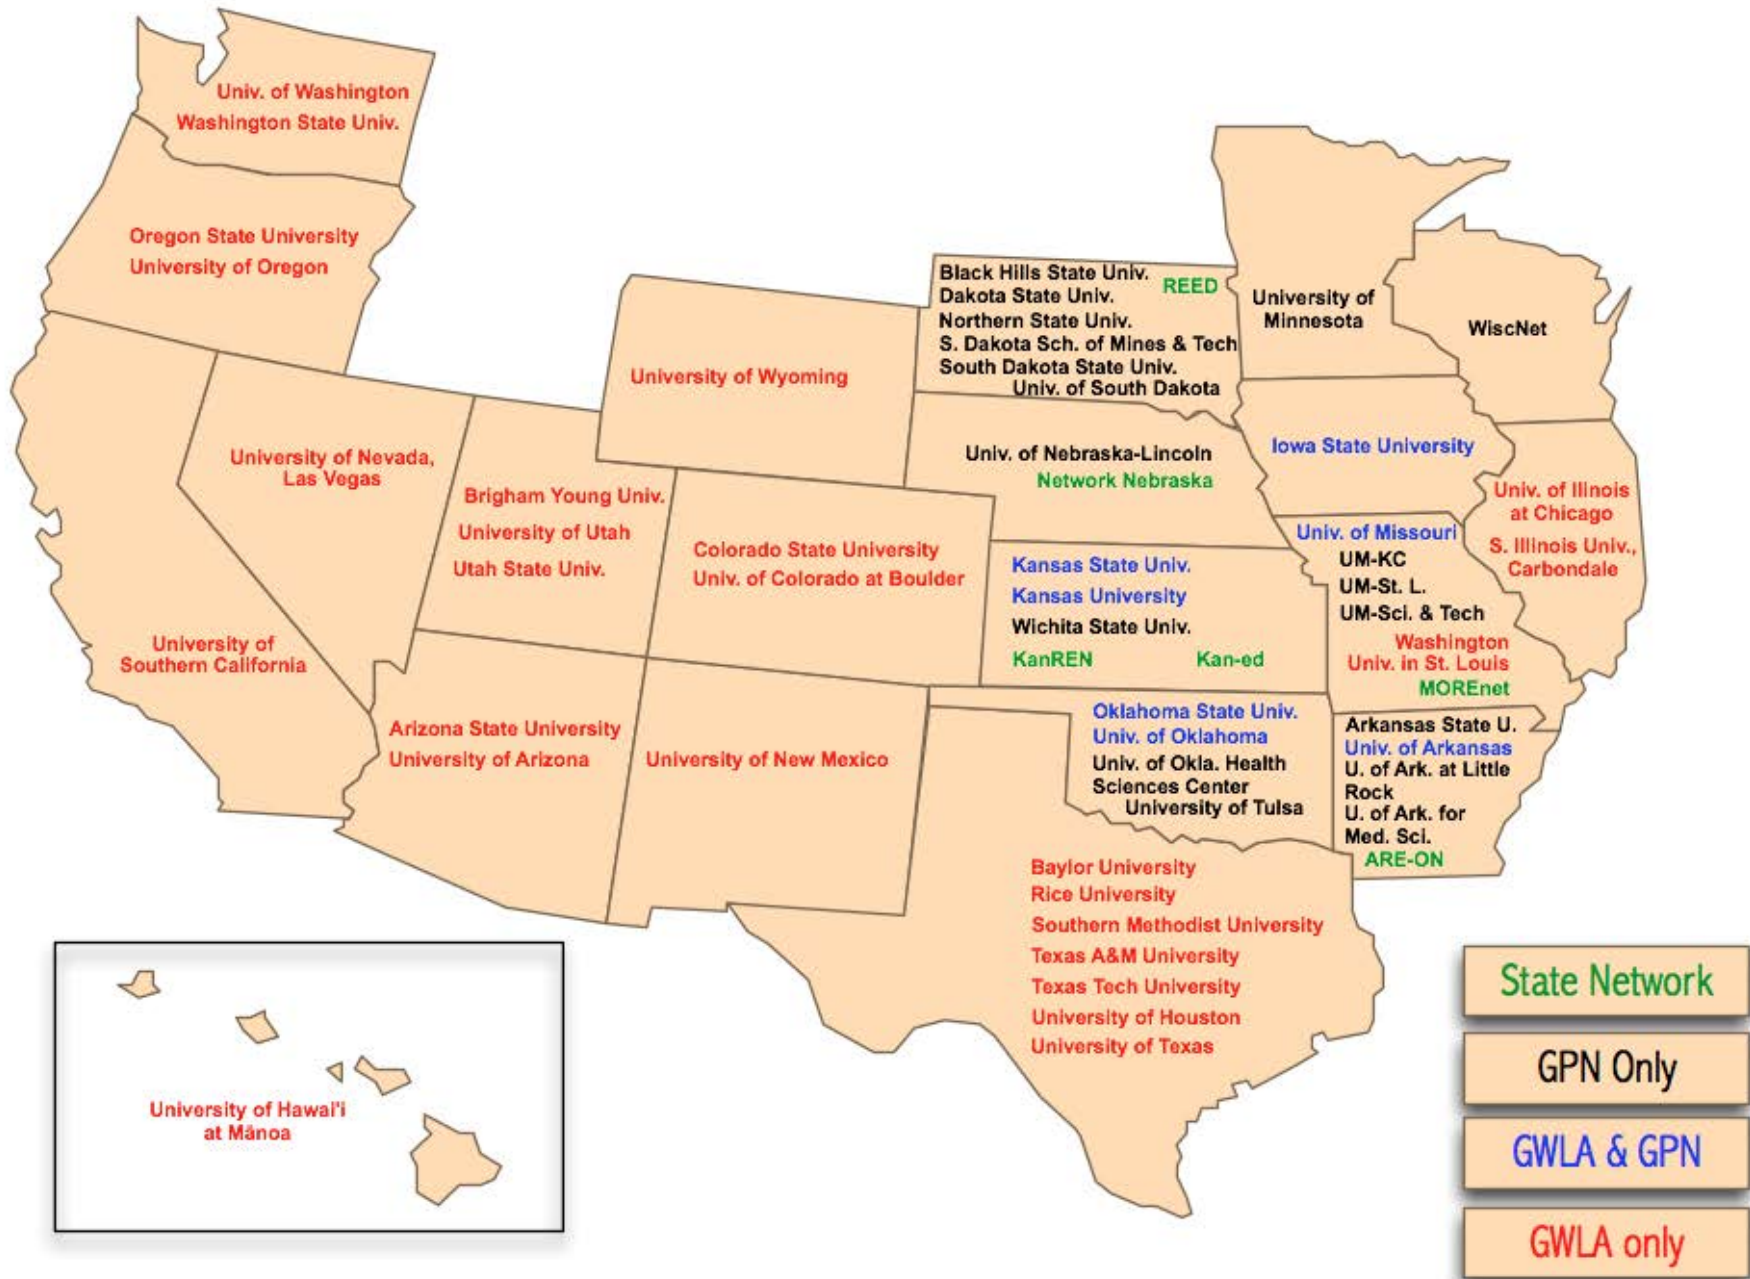 Univ. of Washington
Washington State Univ.
Oregon State University
University of Oregon
University of Wyoming
Black Hills State Univ.
REED
Dakota State Univ.
Northern State Univ.
S. Dakota Sch. of Mines & Tech
South Dakota State Univ.
Univ. of South Dakota
University of
Minnesota
WiscNet
University of Nevada,
Las Vegas
Brigham Young Univ.
University of Utah
Utah State Univ.
Colorado State University
Univ. of Colorado at Boulder
Univ. of Nebraska-Lincoln
Network Nebraska
Iowa State University
Univ. of Illinois
at Chicago
S. Illinois Univ.,
Carbondale
Kansas State Univ.
Kansas University
Wichita State Univ.
KanREN Kan-ed
Univ. of Missouri
UM-KC
UM-St. L.
UM-Sci. & Tech
Washington
Univ. in St. Louis
MOREnet
University of
Southern California
Arizona State University
University of Arizona
University of New Mexico
Oklahoma State Univ.
Univ. of Oklahoma
Univ. of Okla. Health
Sciences Center
University of Tulsa
Arkansas State U.
Univ. of Arkansas
U. of Ark. at Little
Rock
U. of Ark. for
Med. Sci.
ARE-ON
Baylor University
Rice University
Southern Methodist University
Texas A&M University
Texas Tech University
University of Houston
University of Texas
University of Hawai'i
at Mānoa
State Network
GPN Only
GWLA & GPN
GWLA only